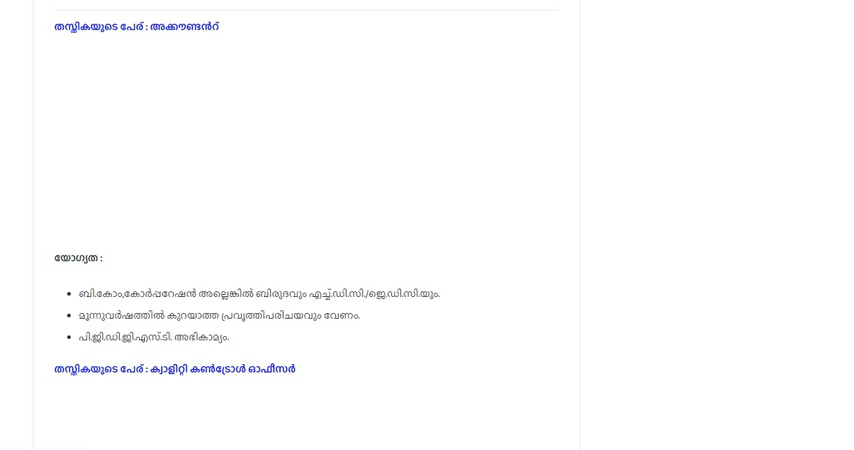 തസ്തികയുടെ പേര് : അക്കൗണ്ടൻറ്
യോഗ്യത :
ബി.കോം,കോർപ്പറേഷൻ അല്ലെങ്കിൽ ബിരുദവും എച്ച്.ഡി.സി./ജെ.ഡി.സി.യും.
മൂന്നുവർഷത്തിൽ കുറയാത്ത പ്രവൃത്തിപരിചയവും വേണം.
പി.ജി.ഡി.ജി.എസ്.ടി. അഭികാമ്യം.
തസ്തികയുടെ പേര് : ക്വാളിറ്റി കൺട്രോൾ ഓഫീസർ